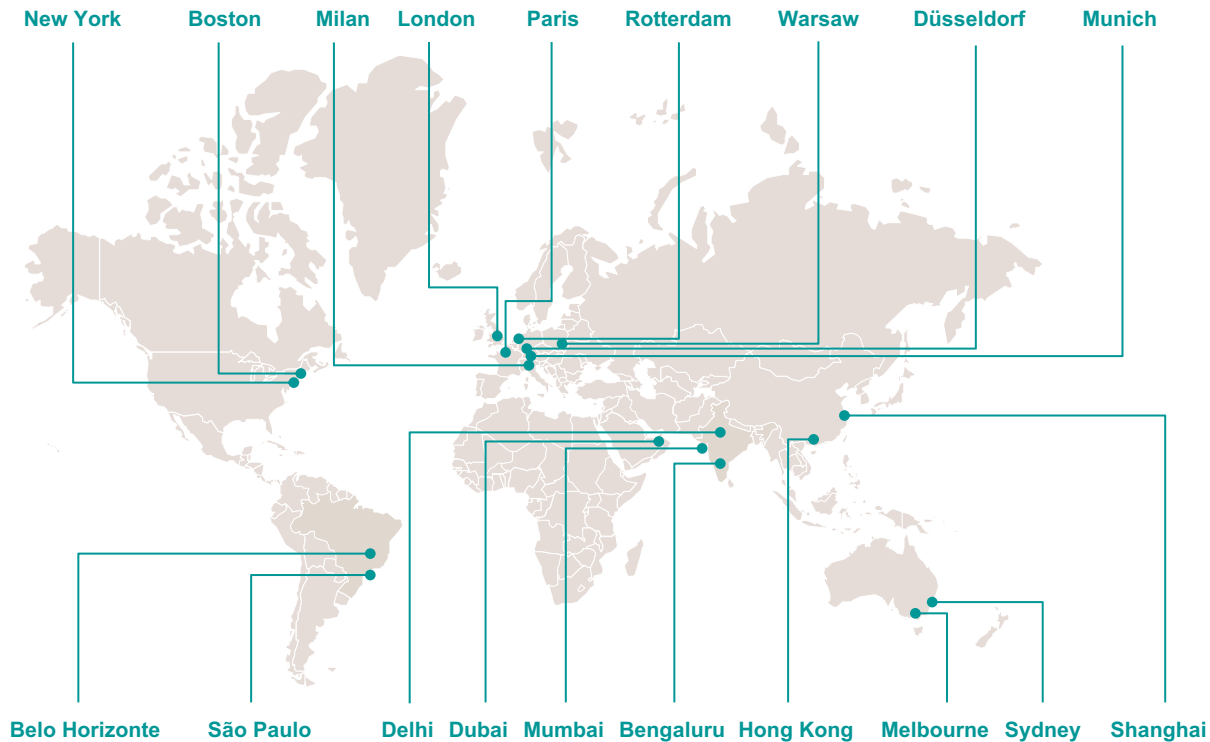 New York Boston Milan London Paris Rotterdam Warsaw Düsseldorf Munich
Belo Horizonte São Paulo Delhi Dubai Mumbai Bengaluru Hong Kong Melbourne Sydney Shanghai